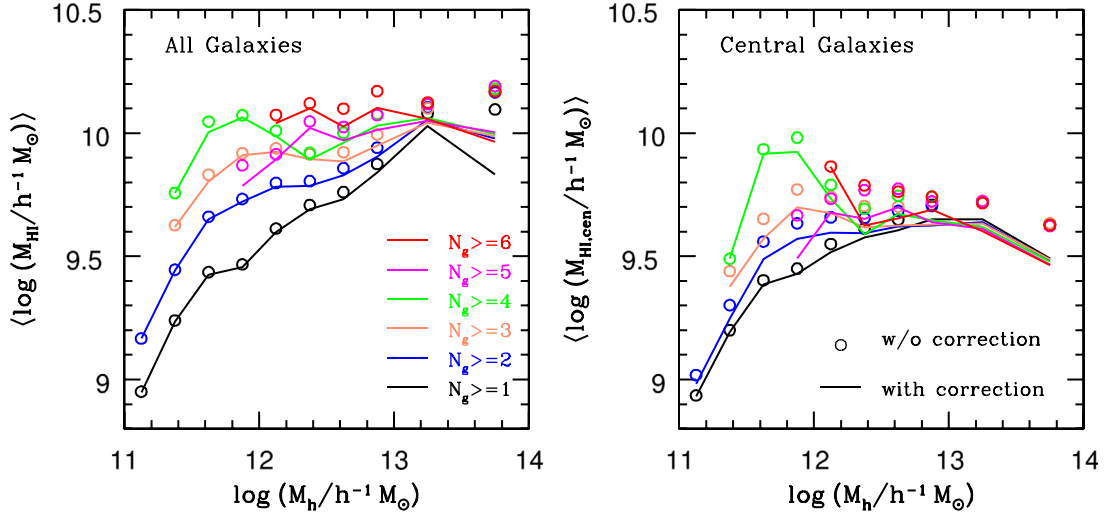 All Galaxies
10.5
10
9.5
9
⟨log (M_HI/h⁻¹ M_⊙)⟩
N_g>=6
N_g>=5
N_g>=4
N_g>=3
N_g>=2
N_g>=1
11 12 13 14
log (M_h/h⁻¹ M_⊙)
Central Galaxies
10.5
10
9.5
9
⟨log (M_HI,cen/h⁻¹ M_⊙)⟩
w/o correction
with correction
11 12 13 14
log (M_h/h⁻¹ M_⊙)